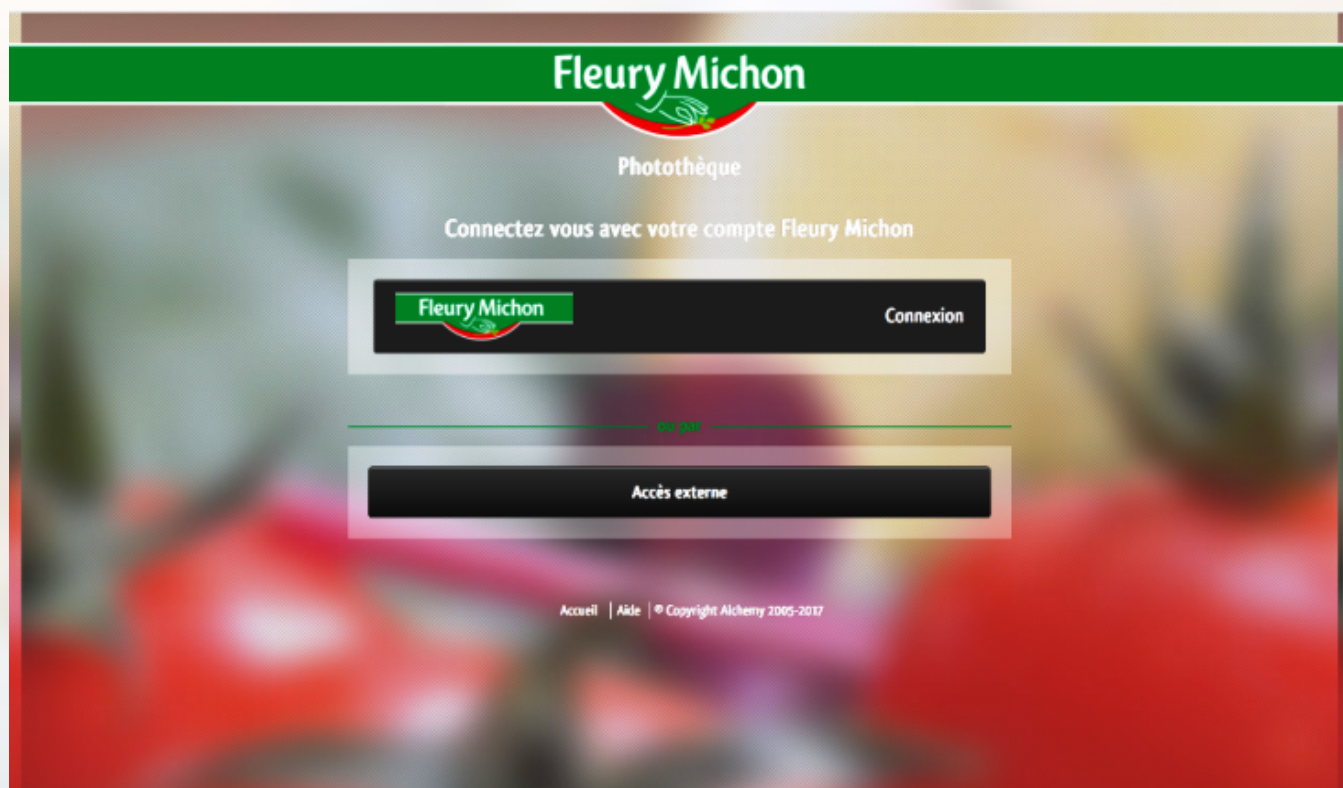 Fleury Michon
Photothèque
Connectez vous avec votre compte Fleury Michon
Fleury Michon
Connexion
ou par
Accès externe
Accueil | Aide | © Copyright Alchemy 2005-2017